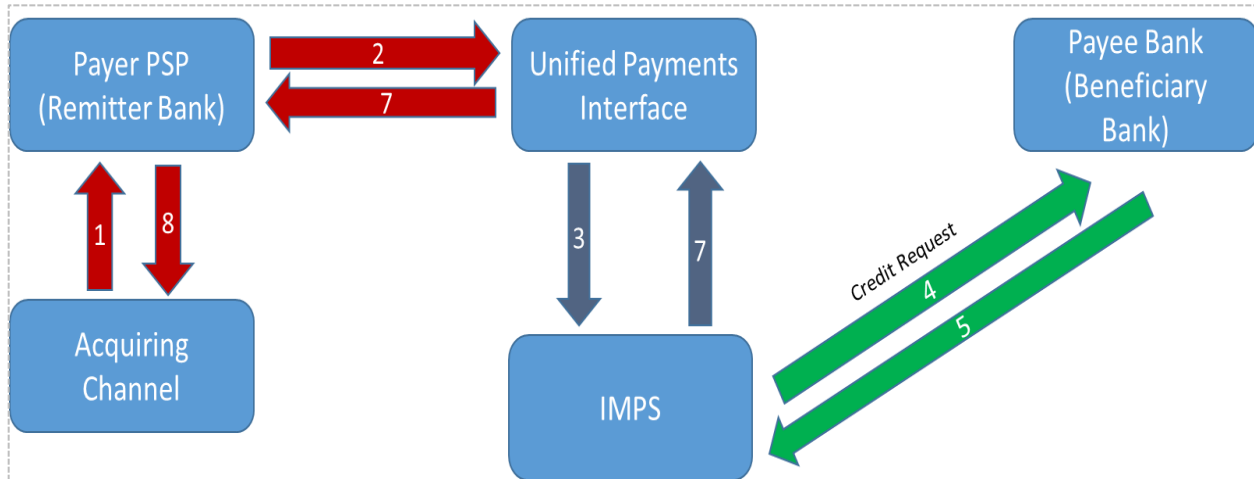 Payer PSP
(Remitter Bank)
2
7
Unified Payments
Interface
Payee Bank
(Beneficiary
Bank)
1
8
3
7
Credit Request
4
5
Acquiring
Channel
IMPS